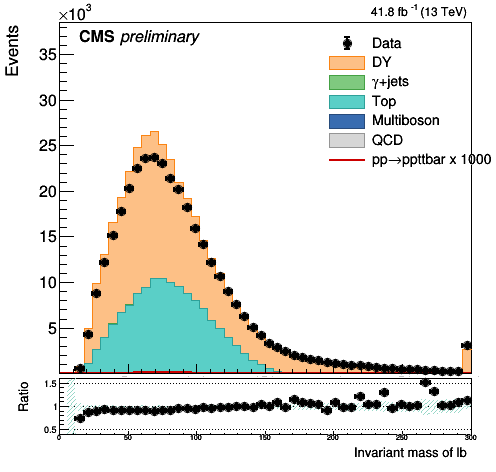 ×10³
41.8 fb⁻¹ (13 TeV)
CMS preliminary
Events
Data
DY
γ+jets
Top
Multiboson
QCD
pp→ppttbar x 1000
35
30
25
20
15
10
5
0
Ratio
1.5
1
0.5
0 50 100 150 200 250 300
Invariant mass of lb